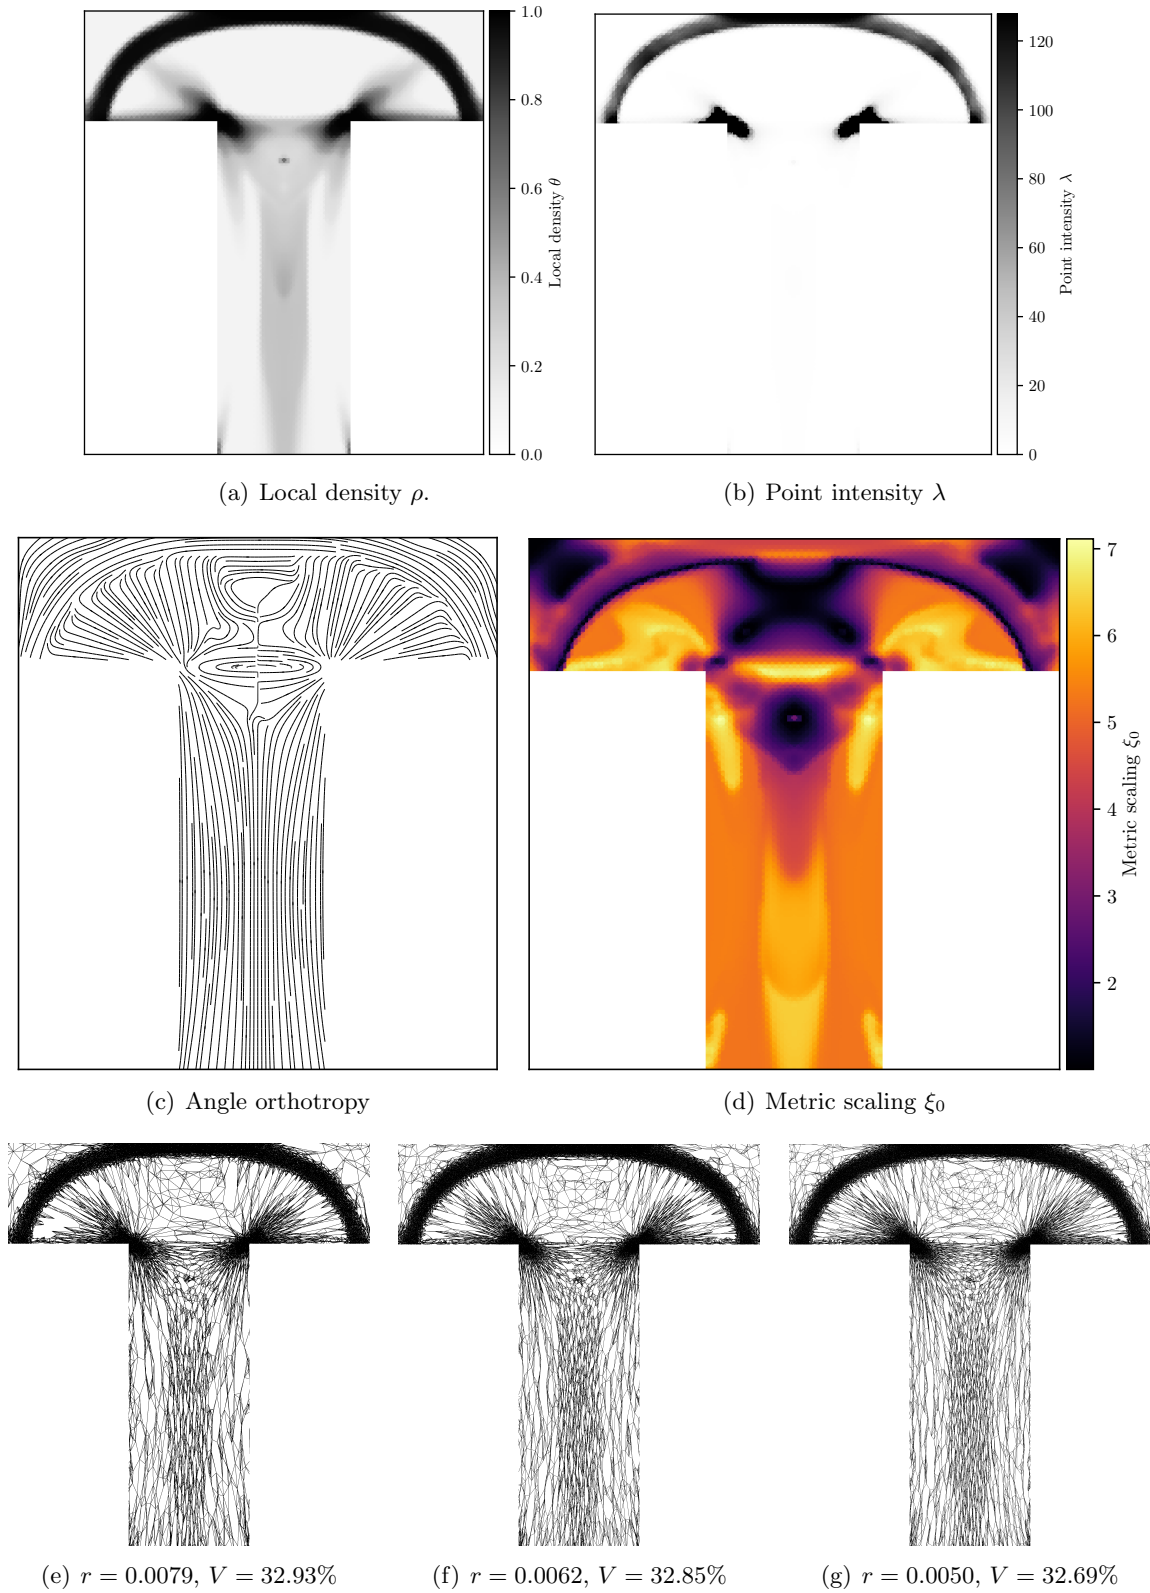 1.0
0.8
0.6
0.4
0.2
0.0
Local density θ
120
100
80
60
40
20
0
Point intensity λ
(a) Local density ρ.
(b) Point intensity λ
7
6
5
4
3
2
Metric scaling ξ₀
(c) Angle orthotropy
(d) Metric scaling ξ₀
(e) r = 0.0079, V = 32.93%
(f) r = 0.0062, V = 32.85%
(g) r = 0.0050, V = 32.69%